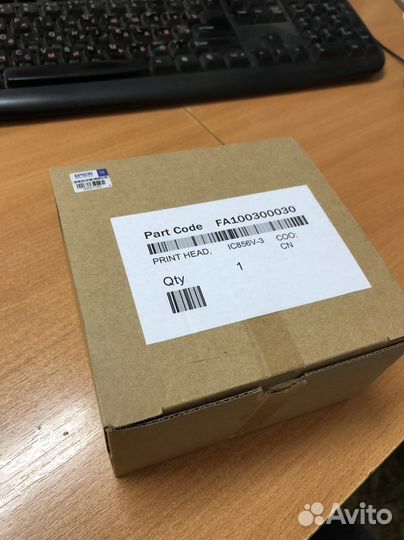 EPSON
Part Code FA100300030
PRINT HEAD, IC856V-3 COO:
CN
Qty 1
Avito